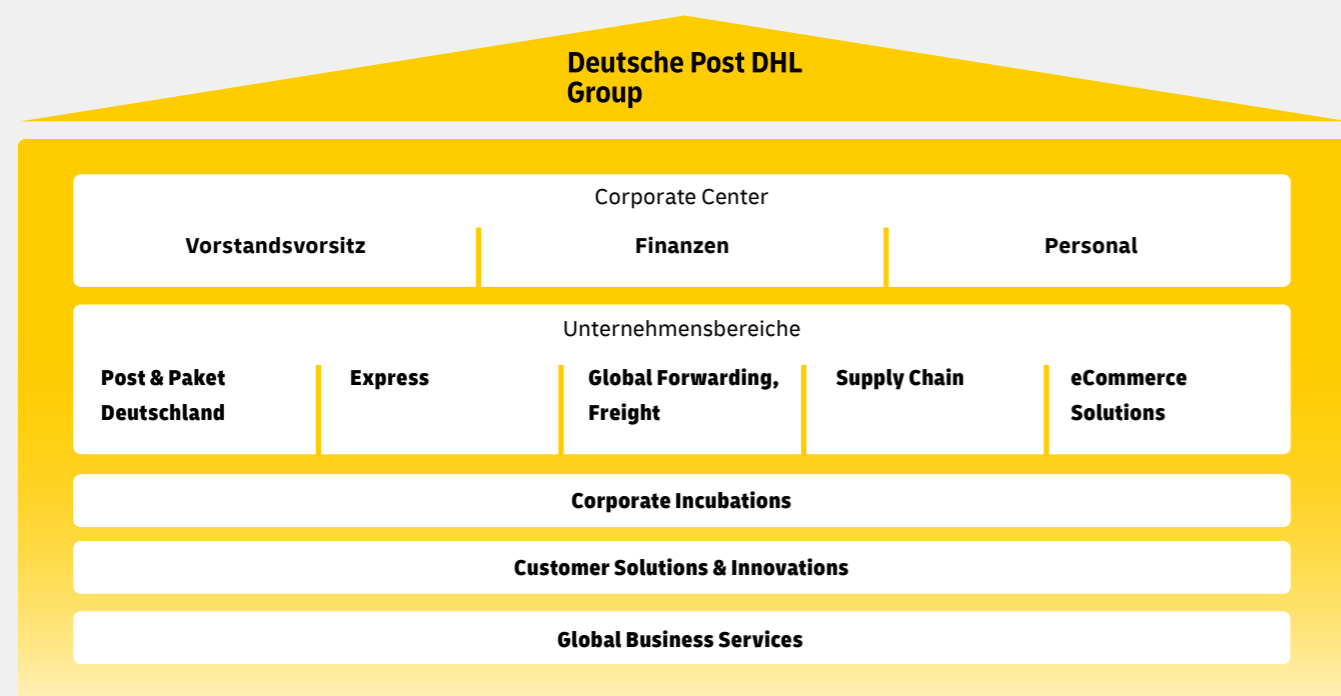 Deutsche Post DHL
Group
Corporate Center
Vorstandsvorsitz
Finanzen
Personal
Unternehmensbereiche
Post & Paket
Deutschland
Express
Global Forwarding,
Freight
Supply Chain
eCommerce
Solutions
Corporate Incubations
Customer Solutions & Innovations
Global Business Services